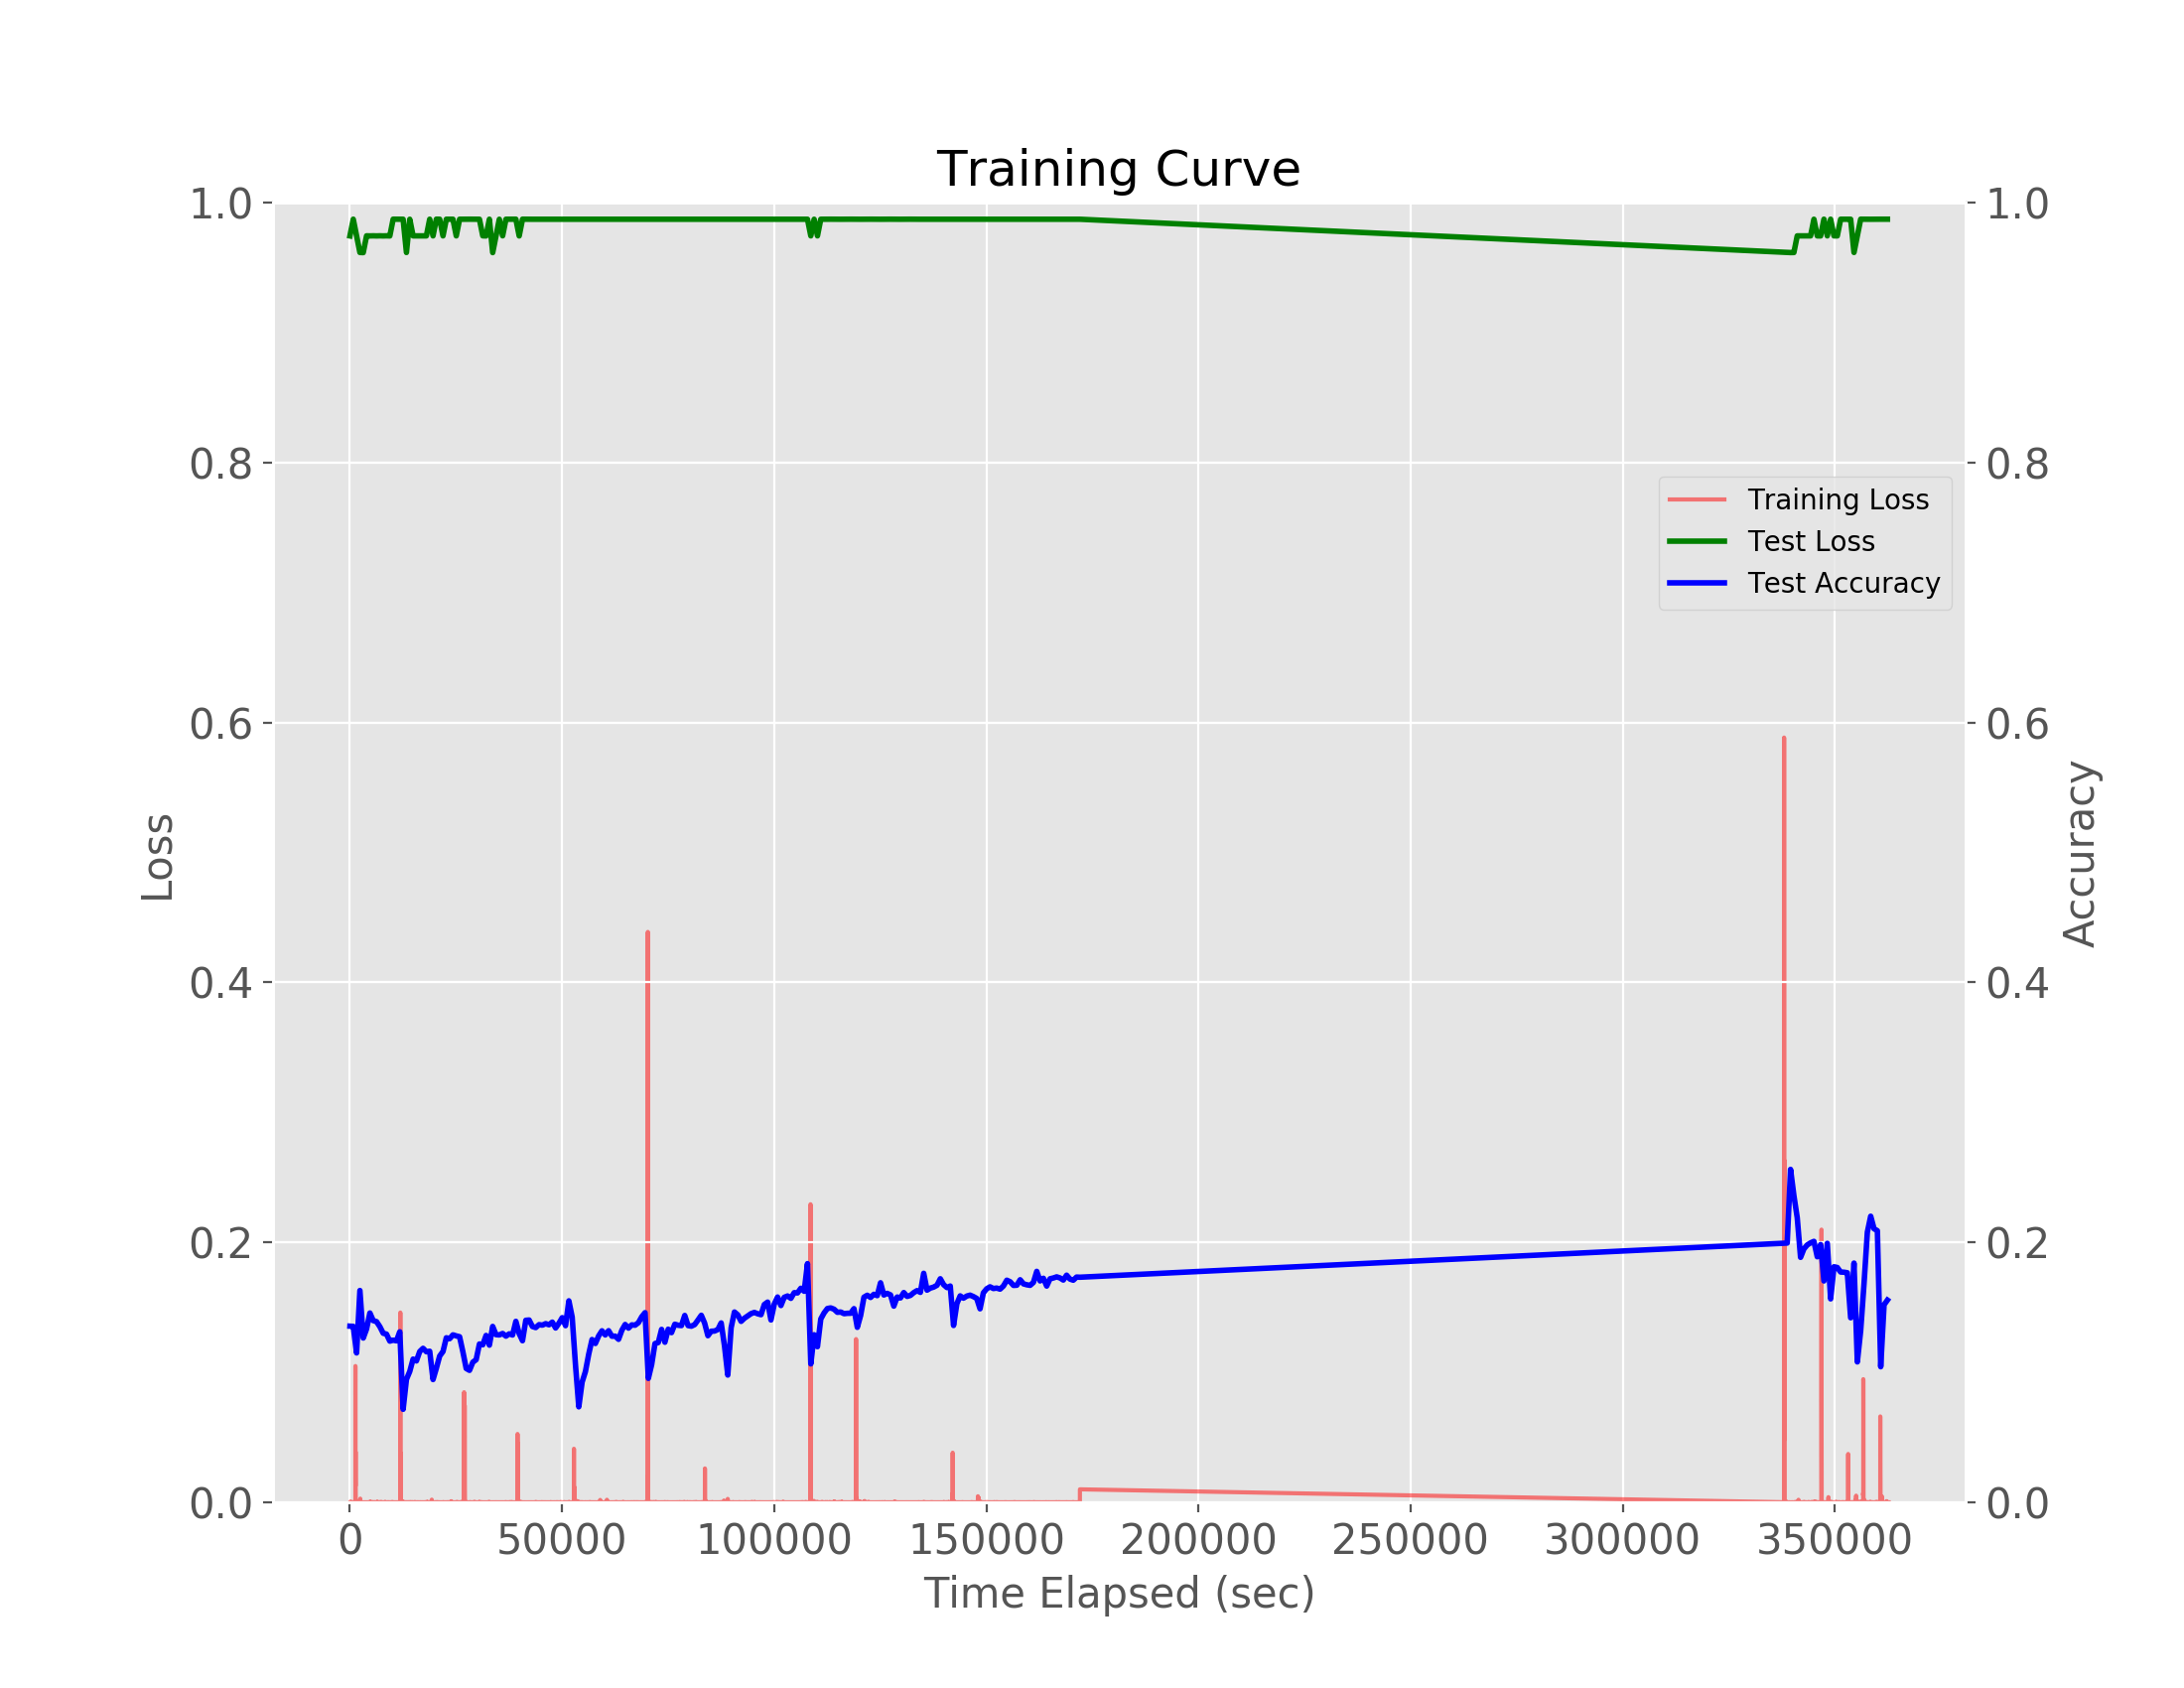 Training Curve
1.0
0.8
0.6
0.4
0.2
0.0
Loss
1.0
0.8
0.6
0.4
0.2
0.0
Accuracy
Training Loss
Test Loss
Test Accuracy
0 50000 100000 150000 200000 250000 300000 350000
Time Elapsed (sec)